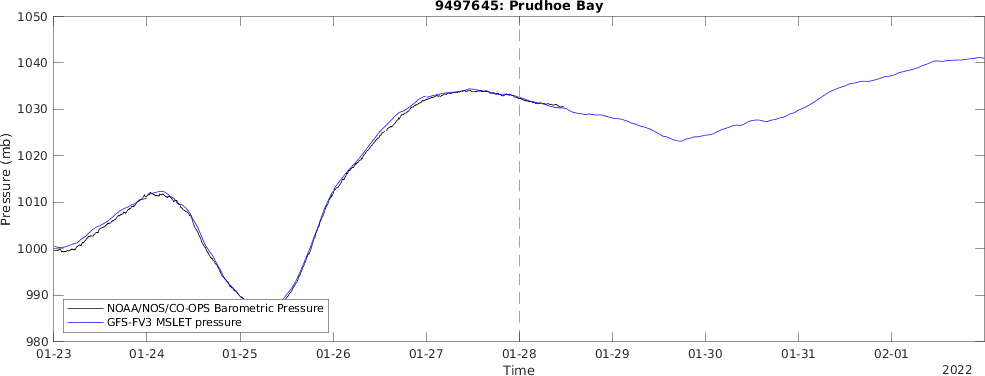 9497645: Prudhoe Bay
1050
1040
1030
1020
1010
1000
990
980
Pressure (mb)
NOAA/NOS/CO-OPS Barometric Pressure
GFS-FV3 MSLET pressure
01-23 01-24 01-25 01-26 01-27 01-28 01-29 01-30 01-31 02-01
Time
2022